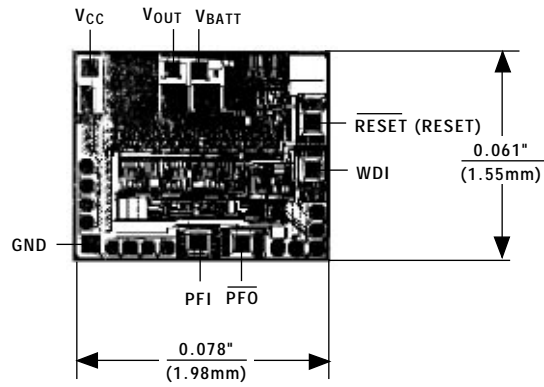 VCC VOUT VBATT
RESET (RESET)
0.061"
(1.55mm)
WDI
GND
PFI PFO
0.078"
(1.98mm)